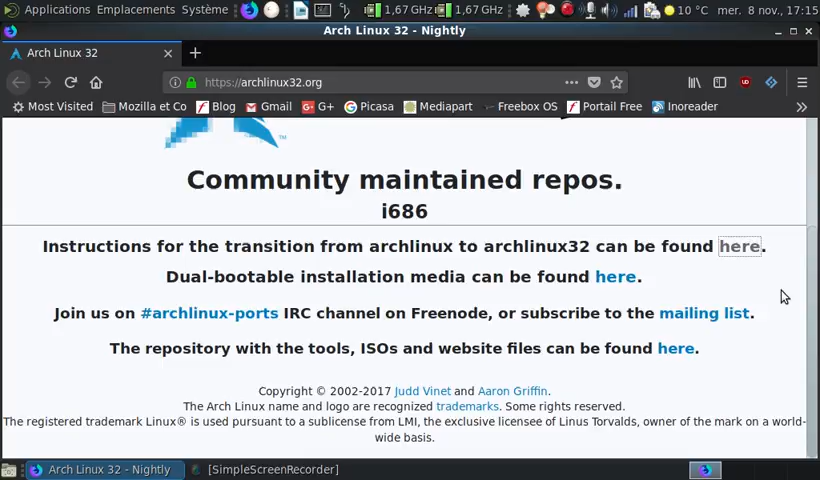 Applications Emplacements Système 1,67 GHz 1,67 GHz 10 °C mer. 8 nov., 17:15
Arch Linux 32 - Nightly
Arch Linux 32
https://archlinux32.org
Most Visited Mozilla et Co Blog Gmail G+ Picasa Mediapart Freebox OS Portail Free Inoreader
™
Community maintained repos.
i686
Instructions for the transition from archlinux to archlinux32 can be found here.
Dual-bootable installation media can be found here.
Join us on #archlinux-ports IRC channel on Freenode, or subscribe to the mailing list.
The repository with the tools, ISOs and website files can be found here.
Copyright © 2002-2017 Judd Vinet and Aaron Griffin.
The Arch Linux name and logo are recognized trademarks. Some rights reserved.
The registered trademark Linux® is used pursuant to a sublicense from LMI, the exclusive licensee of Linus Torvalds, owner of the mark on a world-
wide basis.
Arch Linux 32 - Nightly [SimpleScreenRecorder]